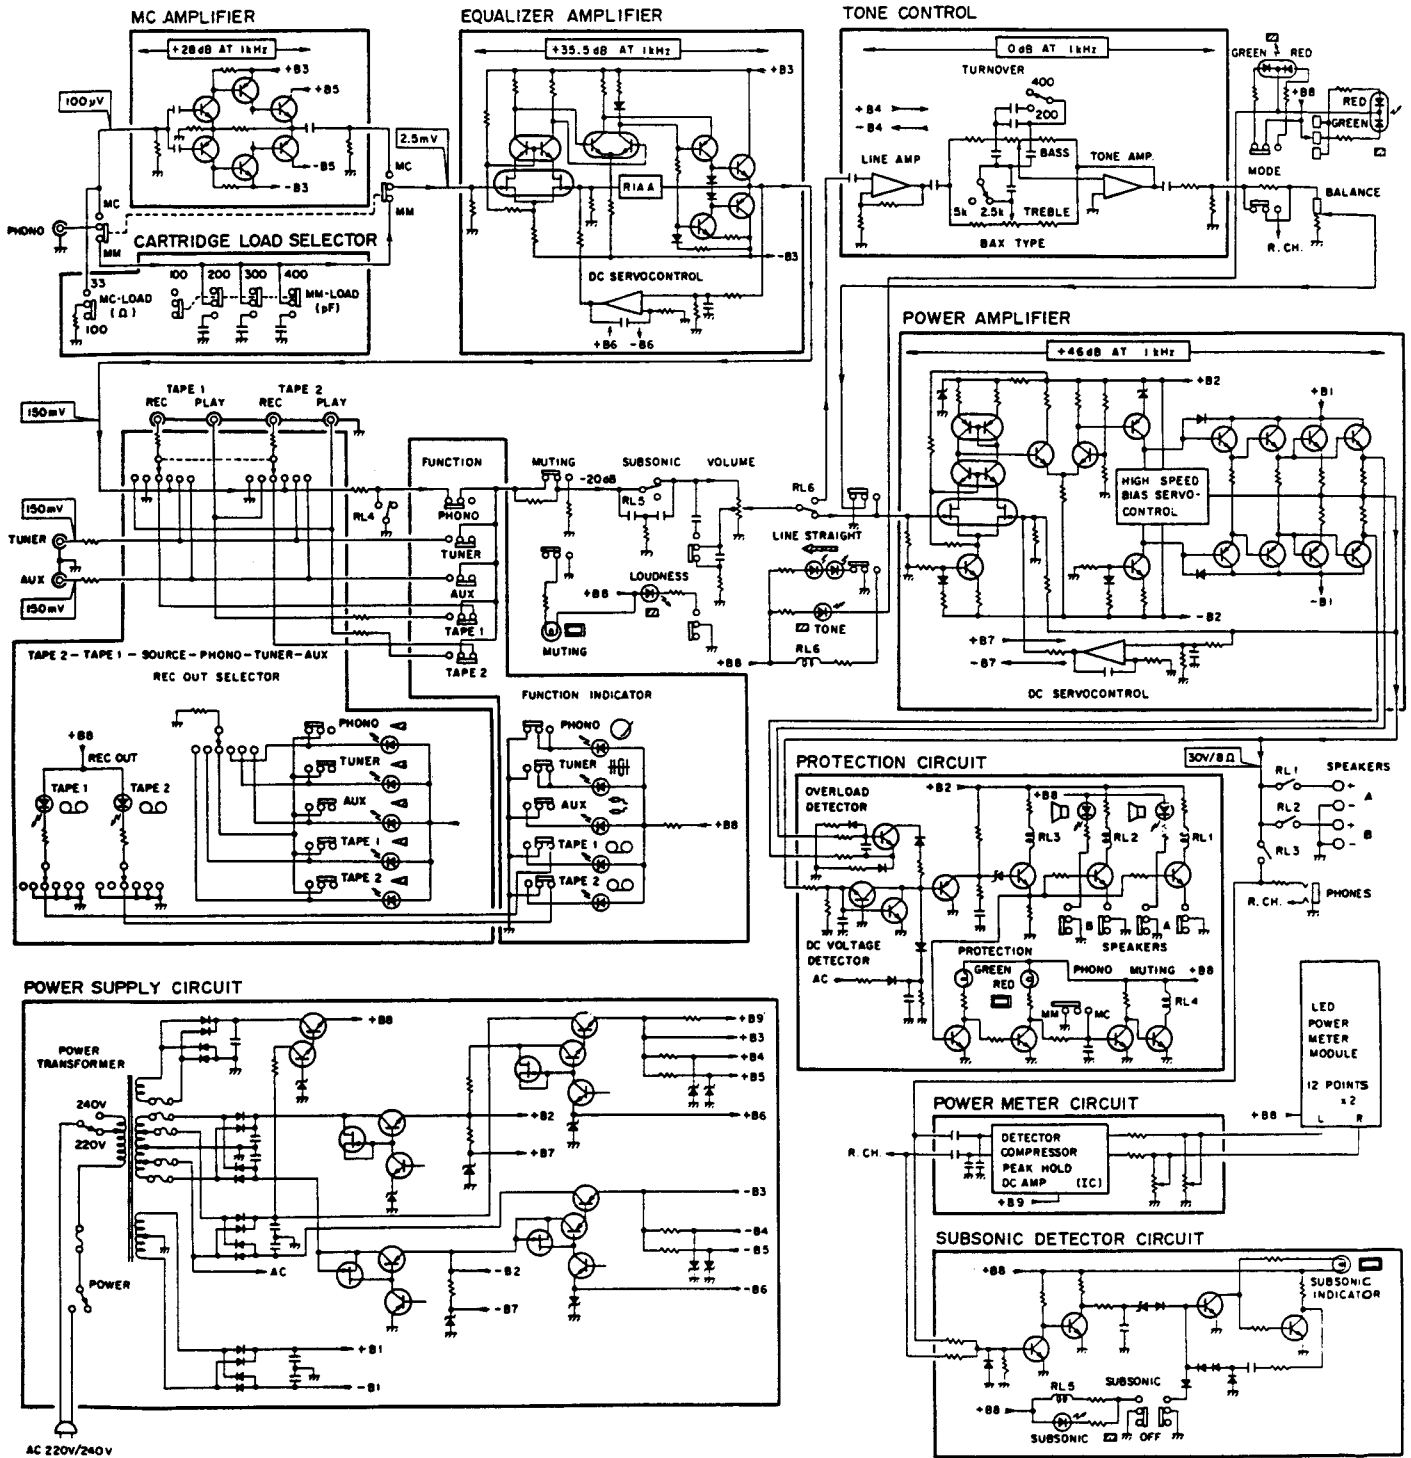 MC AMPLIFIER
+28dB AT 1kHz
+B3
+B5
100µV
-B5
-B3
MC
PHONO
MM
MC
MM
2.5mV
CARTRIDGE LOAD SELECTOR
33
MC-LOAD
(Ω)
100
100
200
300
400
MM-LOAD
(pF)
EQUALIZER AMPLIFIER
+35.5dB AT 1kHz
+B3
RIAA
-B3
DC SERVOCONTROL
+B6 -B6
TONE CONTROL
0dB AT 1kHz
TURNOVER
400
200
+B4
-B4
LINE AMP
BASS
TONE AMP.
5k
2.5k
TREBLE
BAX TYPE
GREEN
RED
+B8
RED
GREEN
MODE
BALANCE
R.CH.
POWER AMPLIFIER
+46dB AT 1kHz
+B2
+B1
HIGH SPEED
BIAS SERVO-
CONTROL
-B1
-B2
+B7
-B7
DC SERVOCONTROL
150mV
TAPE 1
TAPE 2
REC
PLAY
REC
PLAY
150mV
TUNER
AUX
150mV
RL4
FUNCTION
PHONO
TUNER
AUX
TAPE 1
TAPE 2
MUTING
-20dB
SUBSONIC
RL5
VOLUME
RL6
LINE STRAIGHT
LOUDNESS
+B8
MUTING
TONE
RL6
+B8
TAPE 2 - TAPE 1 - SOURCE - PHONO - TUNER - AUX
REC OUT SELECTOR
+B8
REC OUT
TAPE 1
TAPE 2
PHONO
TUNER
AUX
TAPE 1
TAPE 2
FUNCTION INDICATOR
PHONO
TUNER
AUX
TAPE 1
TAPE 2
+B8
PROTECTION CIRCUIT
OVERLOAD
DETECTOR
+B2
+B8
RL3
RL2
RL1
DC VOLTAGE
DETECTOR
AC
B
A
SPEAKERS
PROTECTION
GREEN
RED
PHONO
MUTING
+B8
MM
MC
RL4
30V/8Ω
RL1
SPEAKERS
+
A
-
RL2
+
B
-
RL3
R.CH.
PHONES
LED
POWER
METER
MODULE
12 POINTS
x2
+B8
L
R
POWER SUPPLY CIRCUIT
POWER
TRANSFORMER
240V
220V
POWER
AC 220V/240V
+B8
+B9
+B3
+B4
+B5
+B6
+B2
+B7
-B3
-B4
-B5
-B6
AC
-B2
-B7
+B1
-B1
POWER METER CIRCUIT
R.CH.
DETECTOR
COMPRESSOR
PEAK HOLD
DC AMP (IC)
+B9
SUBSONIC DETECTOR CIRCUIT
+B8
SUBSONIC
INDICATOR
RL5
SUBSONIC
+B8
SUBSONIC
OFF